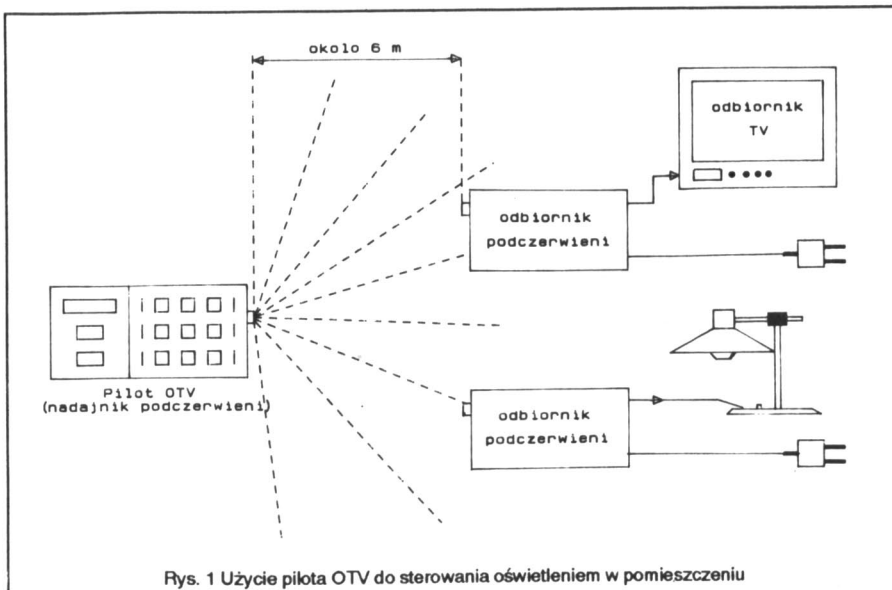 okolo 6 m
odbiornik
TV
odbiornik
podczerwieni
Pilot OTV
(nadajnik podczerwieni)
odbiornik
podczerwieni
Rys. 1 Użycie pilota OTV do sterowania oświetleniem w pomieszczeniu